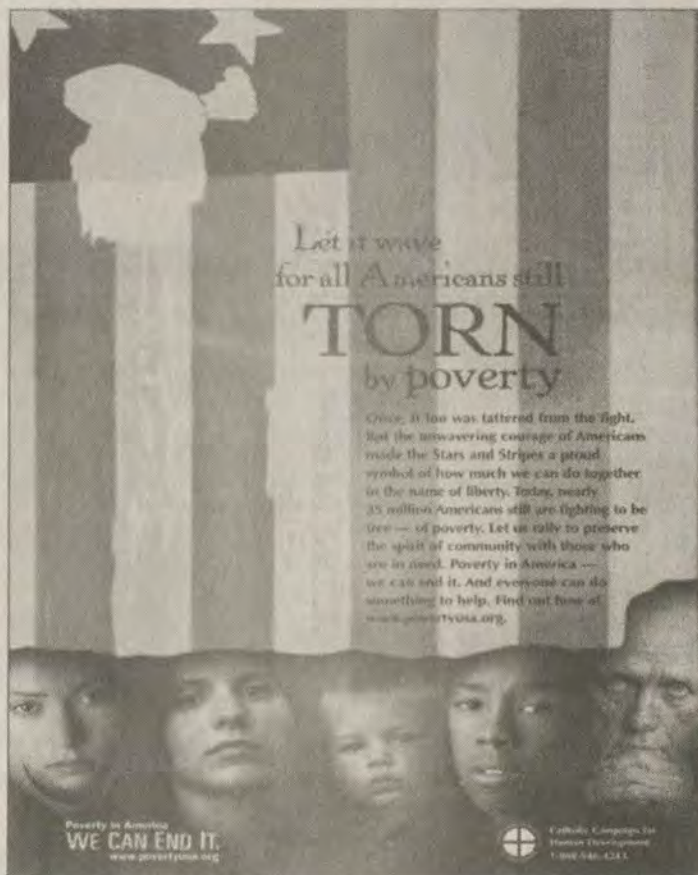 Let it wave
for all Americans still
TORN
by poverty
Once, it too was tattered from the fight.
But the unwavering courage of Americans
made the Stars and Stripes a proud
symbol of how much we can do together
in the name of liberty. Today, nearly
35 million Americans still are fighting to be
free — of poverty. Let us rally to preserve
the spirit of community with those who
are in need. Poverty in America —
we can end it. And everyone can do
something to help. Find out how at
www.povertyusa.org.
Poverty in America
WE CAN END IT.
www.povertyusa.org
Catholic Campaign for
Human Development